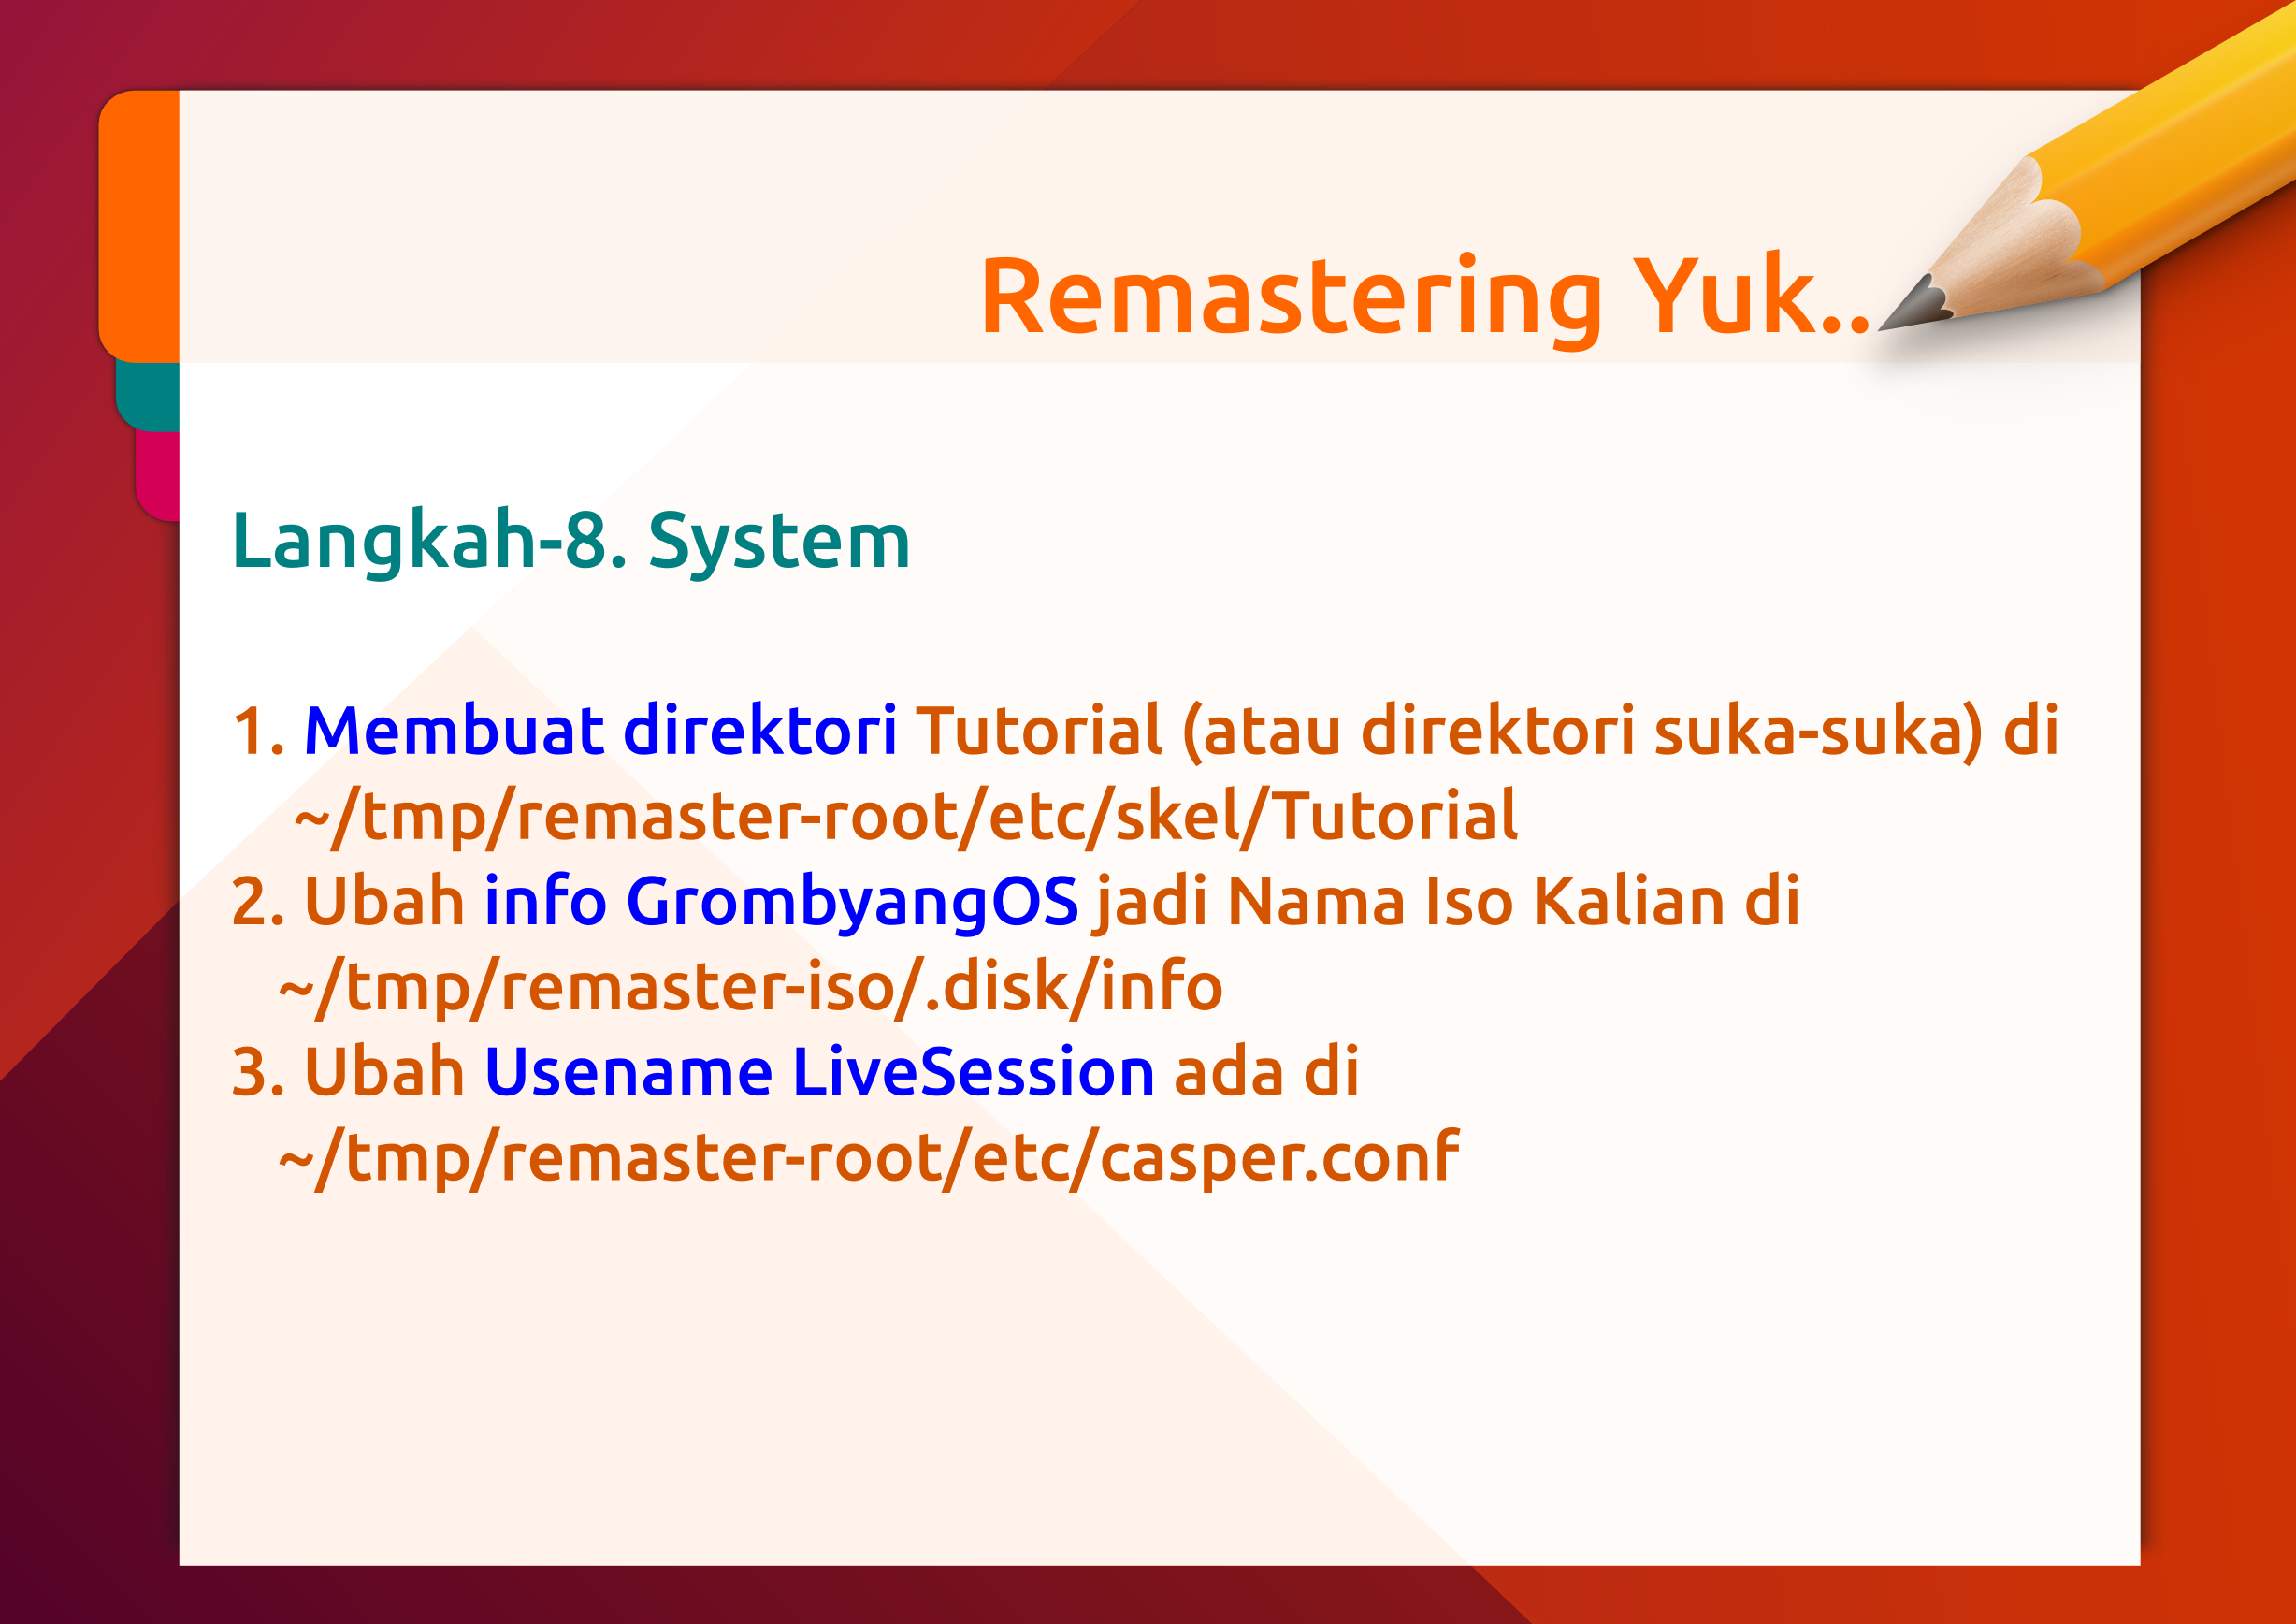 Remastering Yuk..
Langkah-8. System
1. Membuat direktori Tutorial (atau direktori suka-suka) di
~/tmp/remaster-root/etc/skel/Tutorial
2. Ubah info GrombyangOS jadi Nama Iso Kalian di
~/tmp/remaster-iso/.disk/info
3. Ubah Usename LiveSession ada di
~/tmp/remaster-root/etc/casper.conf